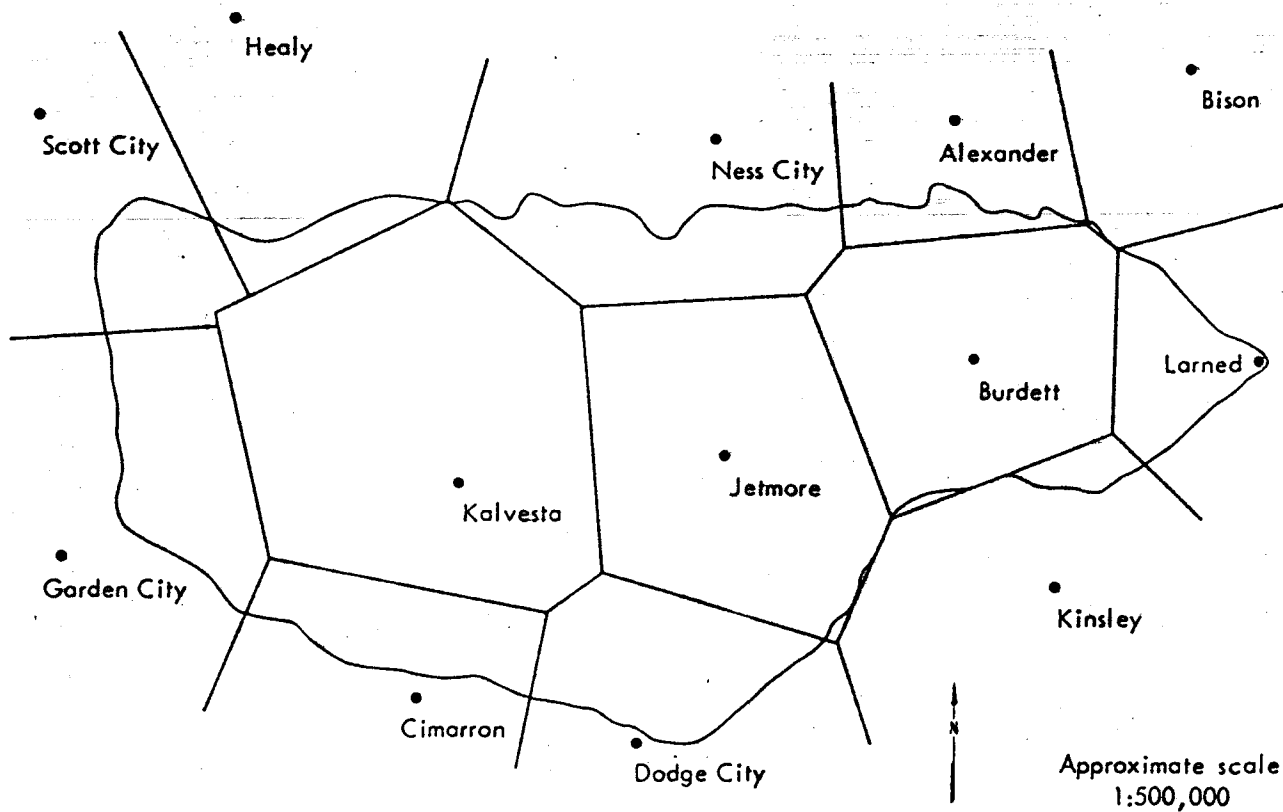 Healy
Bison
Scott City
Ness City
Alexander
Larned
Burdett
Jetmore
Kalvesta
Garden City
Kinsley
Cimarron
Dodge City
N
Approximate scale
1:500,000